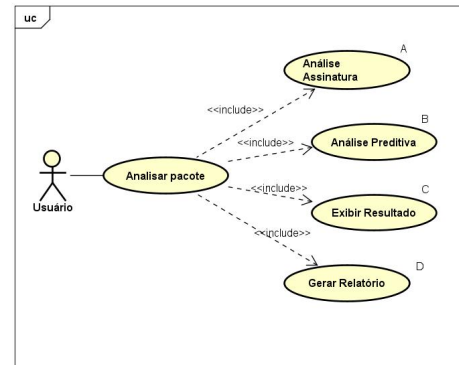 uc
A
Análise
Assinatura
<<include>>
B
<<include>>
Análise Preditiva
Analisar pacote
Usuário
C
<<include>>
Exibir Resultado
<<include>>
D
Gerar Relatório